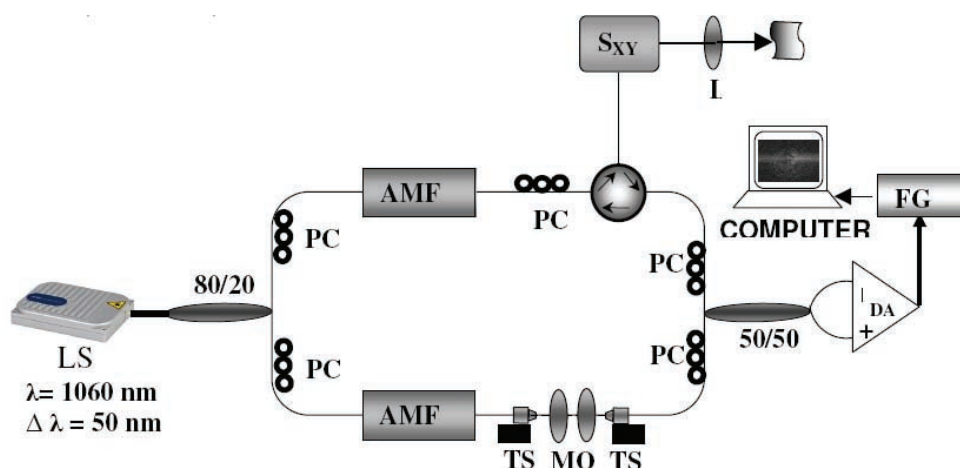 S_XY
L
AMF
PC
FG
COMPUTER
PC
80/20
PC
DA
50/50
LS
PC
PC
λ= 1060 nm
Δ λ = 50 nm
AMF
TS MO TS